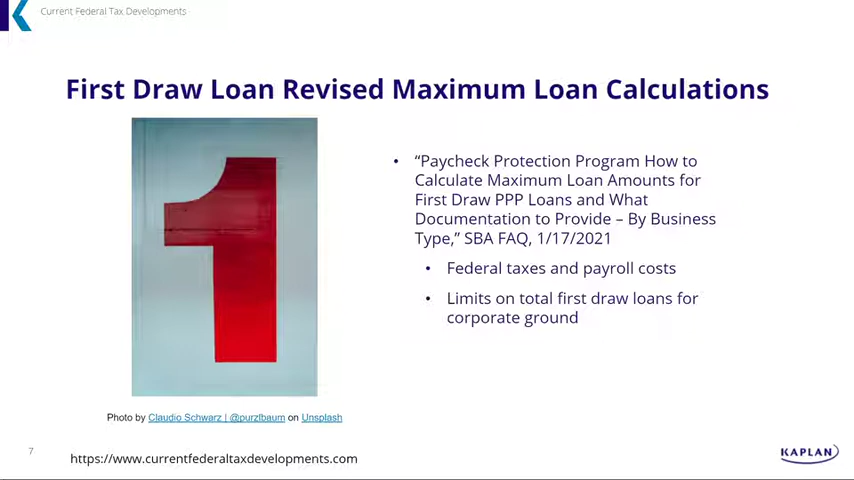 Current Federal Tax Developments
First Draw Loan Revised Maximum Loan Calculations
1
• “Paycheck Protection Program How to
Calculate Maximum Loan Amounts for
First Draw PPP Loans and What
Documentation to Provide – By Business
Type,” SBA FAQ, 1/17/2021
• Federal taxes and payroll costs
• Limits on total first draw loans for
corporate ground
Photo by Claudio Schwarz | @purzlbaum on Unsplash
7
https://www.currentfederaltaxdevelopments.com
KAPLAN